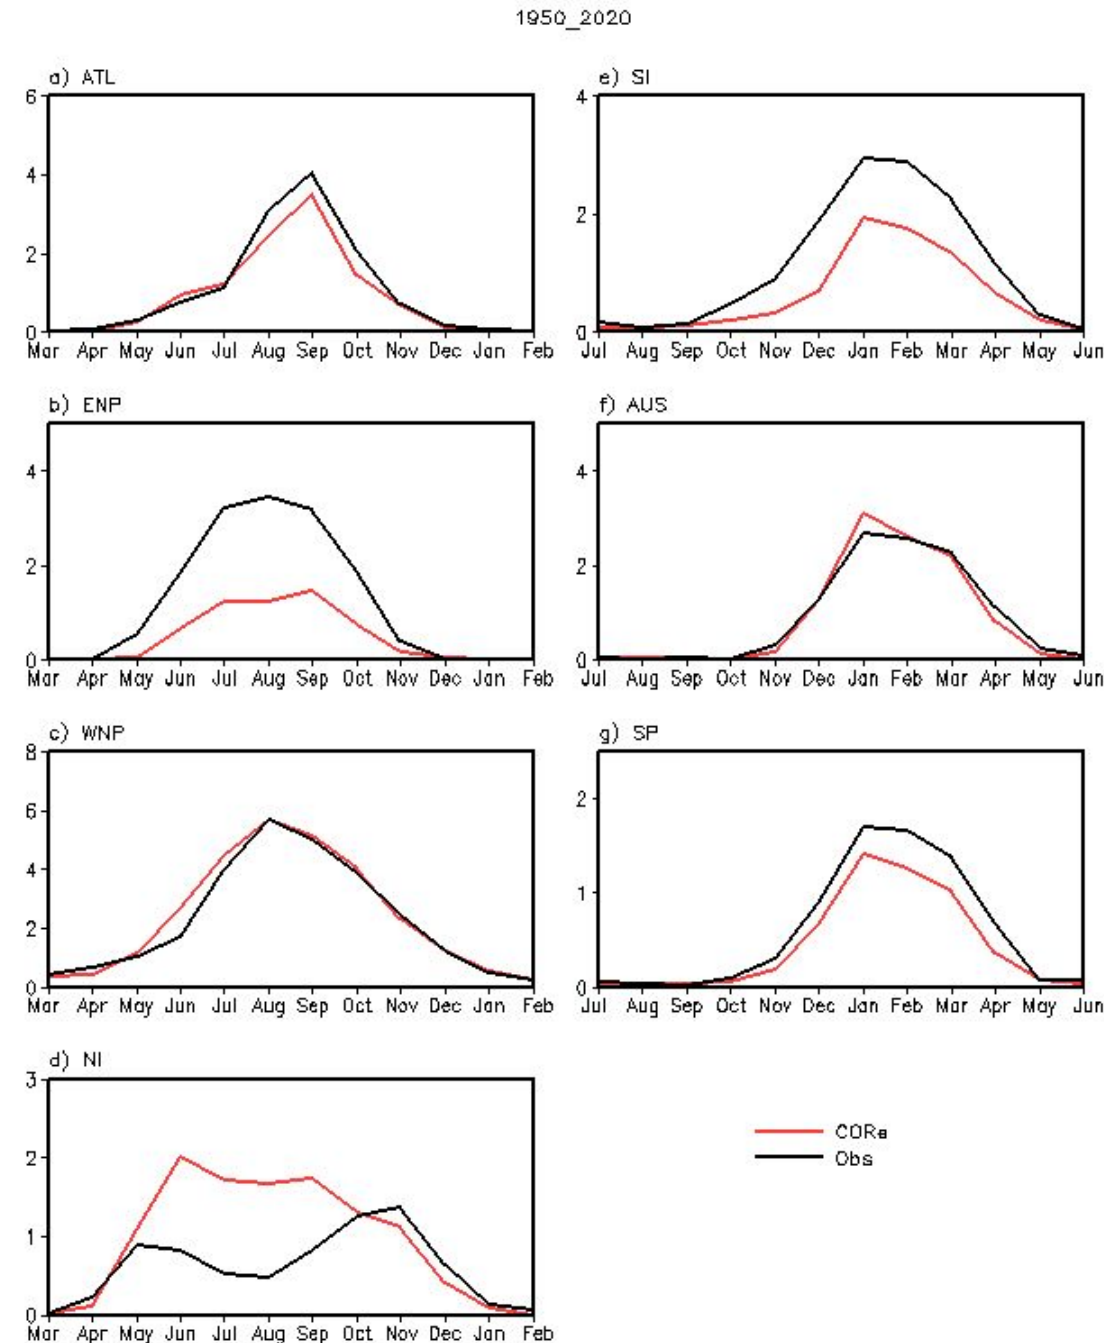 1950_2020
a) ATL
6
4
2
0
Mar Apr May Jun Jul Aug Sep Oct Nov Dec Jan Feb
b) ENP
4
2
0
Mar Apr May Jun Jul Aug Sep Oct Nov Dec Jan Feb
c) WNP
8
6
4
2
0
Mar Apr May Jun Jul Aug Sep Oct Nov Dec Jan Feb
d) NI
3
2
1
0
Mar Apr May Jun Jul Aug Sep Oct Nov Dec Jan Feb
e) SI
4
2
0
Jul Aug Sep Oct Nov Dec Jan Feb Mar Apr May Jun
f) AUS
4
2
0
Jul Aug Sep Oct Nov Dec Jan Feb Mar Apr May Jun
g) SP
2
1
0
Jul Aug Sep Oct Nov Dec Jan Feb Mar Apr May Jun
CORe
Obs